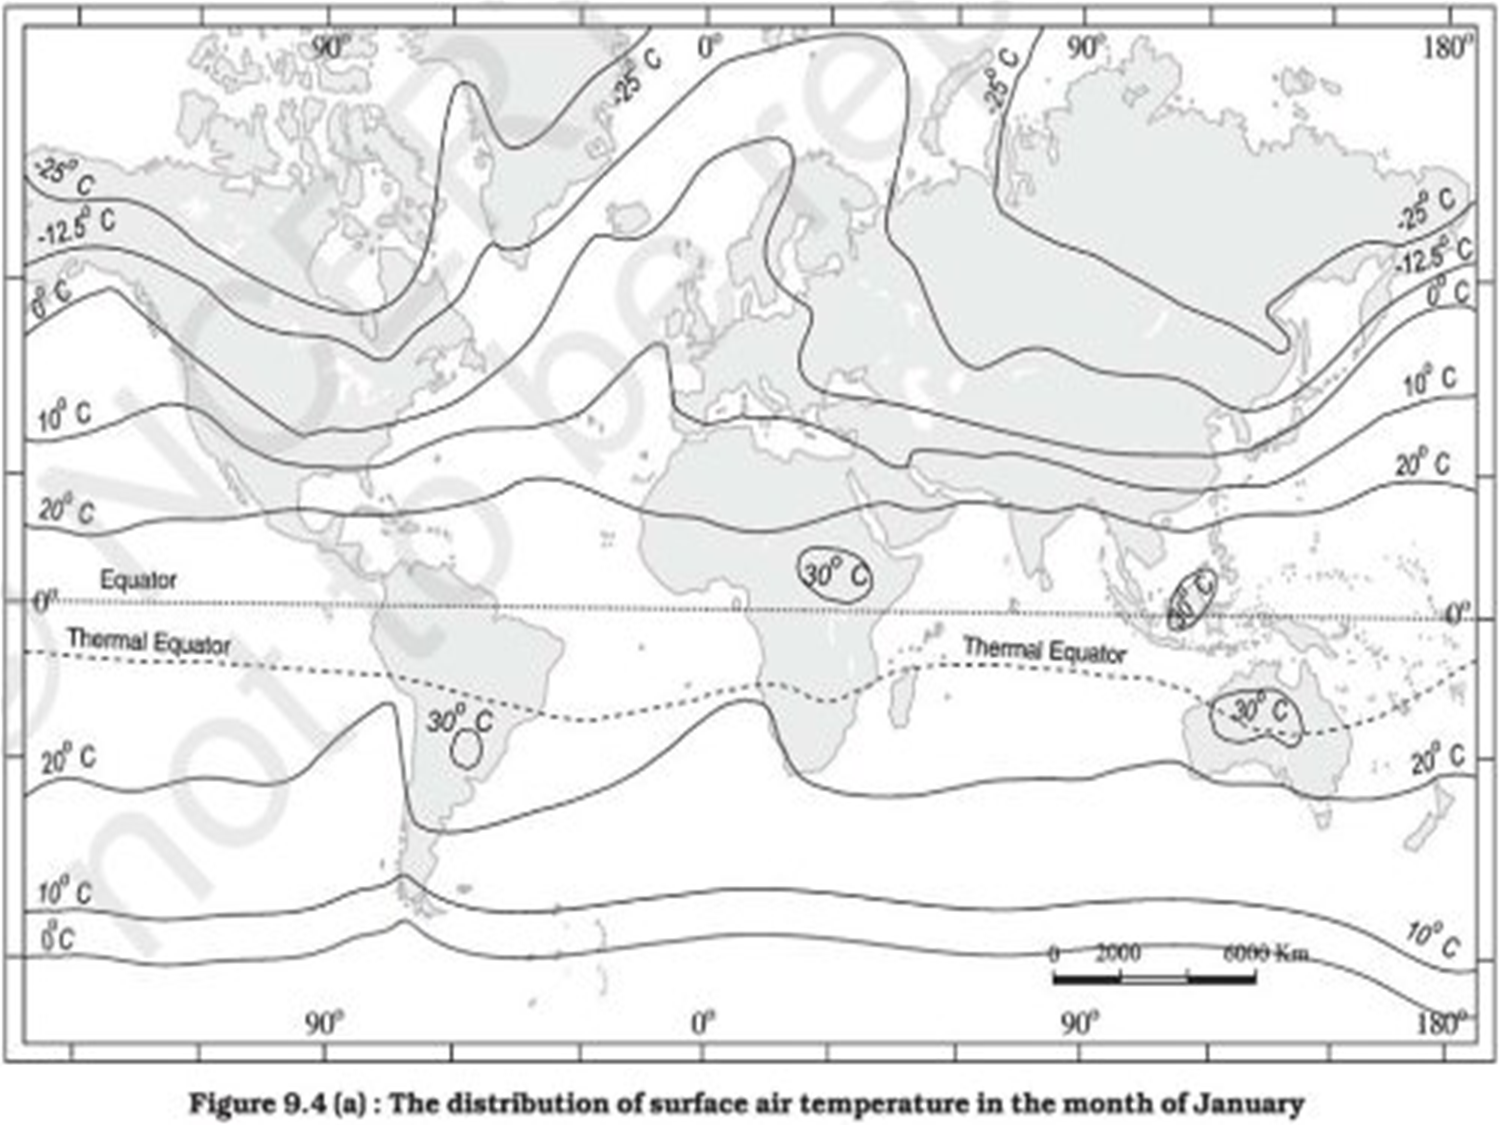 90° 0° 90° 180°
-25° C -25° C
-25° C
-25° C
-12.5° C
-12.5° C
0° C
0° C
10° C
10° C
20° C
20° C
30° C
30° C
Equator
0° 0°
Thermal Equator Thermal Equator
30° C 30° C
20° C 20° C
10° C
10° C
0° C
0 2000 6000 Km
90° 0° 90° 180°
Figure 9.4 (a) : The distribution of surface air temperature in the month of January